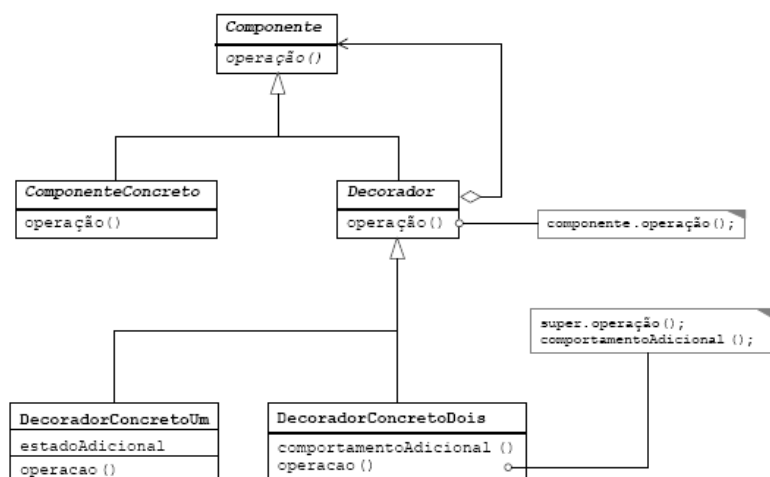 Componente
operação()
ComponenteConcreto
operação()
Decorador
operação()
componente.operação();
super.operação();
comportamentoAdicional();
DecoradorConcretoUm
estadoAdicional
operacao()
DecoradorConcretoDois
comportamentoAdicional()
operacao()